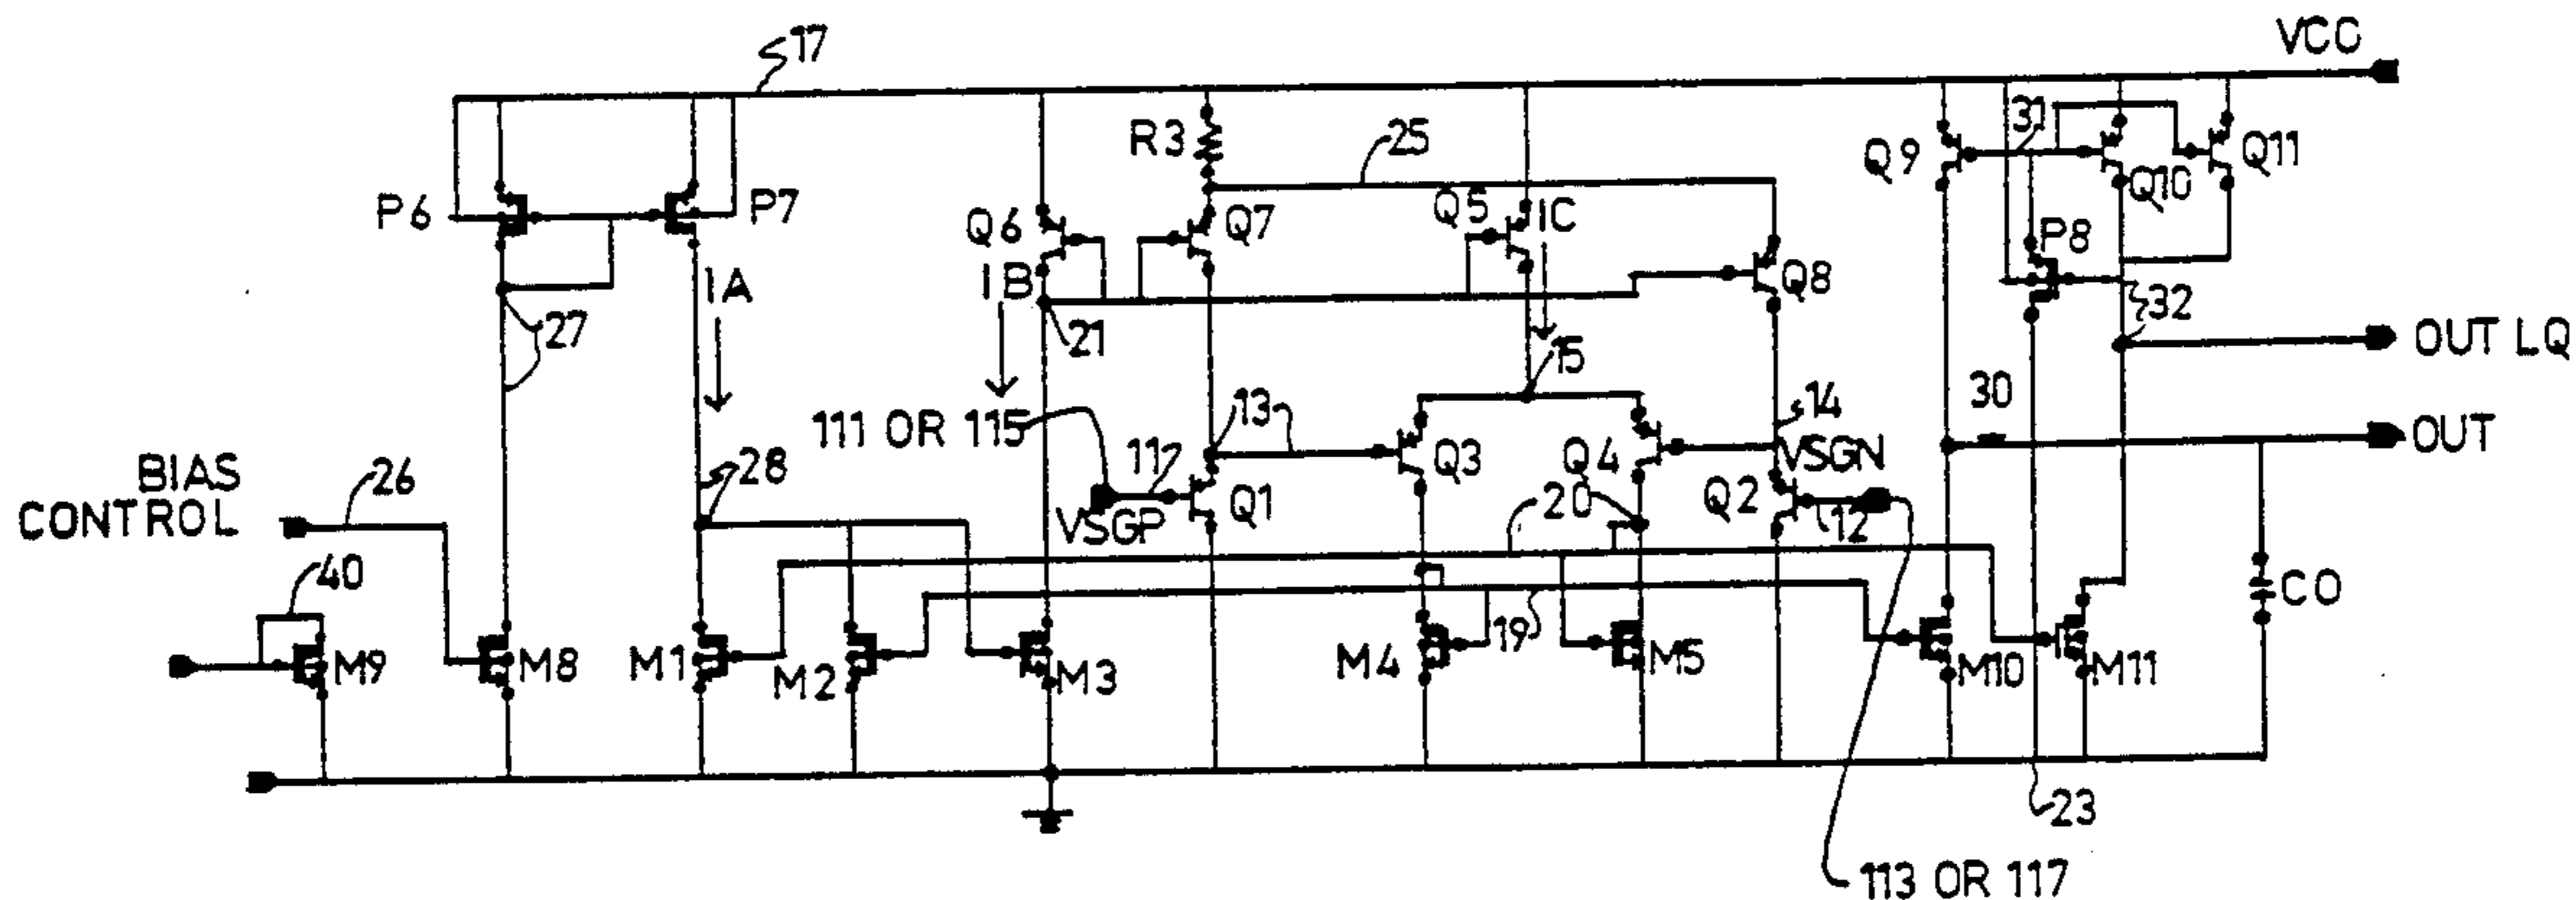 17
VCC
R3
25
31
Q9
Q10
Q11
P6
P7
Q6
Q7
Q5
IC
P8
IA
IB
Q8
27
21
15
32
OUT LQ
111 OR 115
13
14
30
OUT
BIAS
CONTROL
26
28
11
VSGP
Q1
Q3
Q4
VSGN
Q2
20
12
40
M9
M8
M1
M2
M3
M4
19
M5
M10
M11
CO
23
113 OR 117